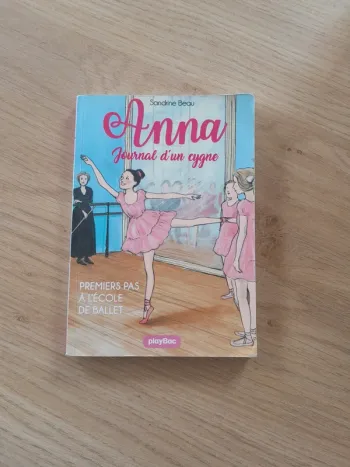 Sandrine Beau
Anna
Journal d'un cygne
PREMIERS PAS
À L'ÉCOLE
DE BALLET
playBac